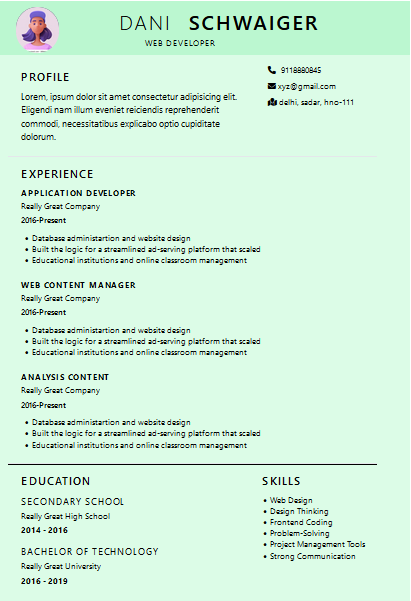 DANI SCHWAIGER
WEB DEVELOPER
PROFILE
Lorem, ipsum dolor sit amet consectetur adipisicing elit.
Eligendi nam illum eveniet reiciendis reprehenderit
commodi, necessitatibus explicabo optio cupiditate
dolorum.
9118880845
xyz@gmail.com
delhi, sadar, hno-111
EXPERIENCE
APPLICATION DEVELOPER
Really Great Company
2016-Present
• Database administartion and website design
• Built the logic for a streamlined ad-serving platform that scaled
• Educational institutions and online classroom management
WEB CONTENT MANAGER
Really Great Company
2016-Present
• Database administartion and website design
• Built the logic for a streamlined ad-serving platform that scaled
• Educational institutions and online classroom management
ANALYSIS CONTENT
Really Great Company
2016-Present
• Database administartion and website design
• Built the logic for a streamlined ad-serving platform that scaled
• Educational institutions and online classroom management
EDUCATION
SECONDARY SCHOOL
Really Great High School
2014 - 2016
BACHELOR OF TECHNOLOGY
Really Great University
2016 - 2019
SKILLS
• Web Design
• Design Thinking
• Frontend Coding
• Problem-Solving
• Project Management Tools
• Strong Communication